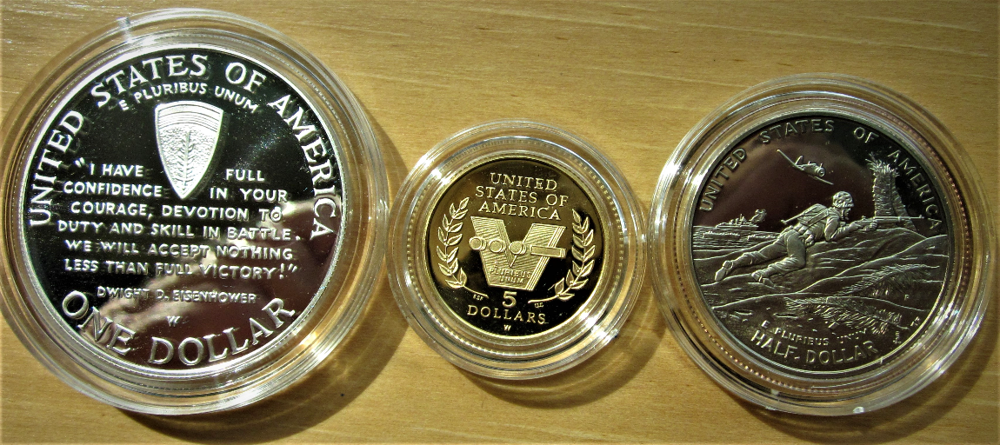 UNITED STATES OF AMERICA
E PLURIBUS UNUM
"I HAVE FULL
CONFIDENCE IN YOUR
COURAGE, DEVOTION TO
DUTY AND SKILL IN BATTLE.
WE WILL ACCEPT NOTHING
LESS THAN FULL VICTORY!"
DWIGHT D. EISENHOWER
W
ONE DOLLAR
UNITED
STATES OF
AMERICA
PLURIBUS
UNUM
5
DOLLARS
W
UNITED STATES OF AMERICA
E PLURIBUS UNUM
HALF DOLLAR